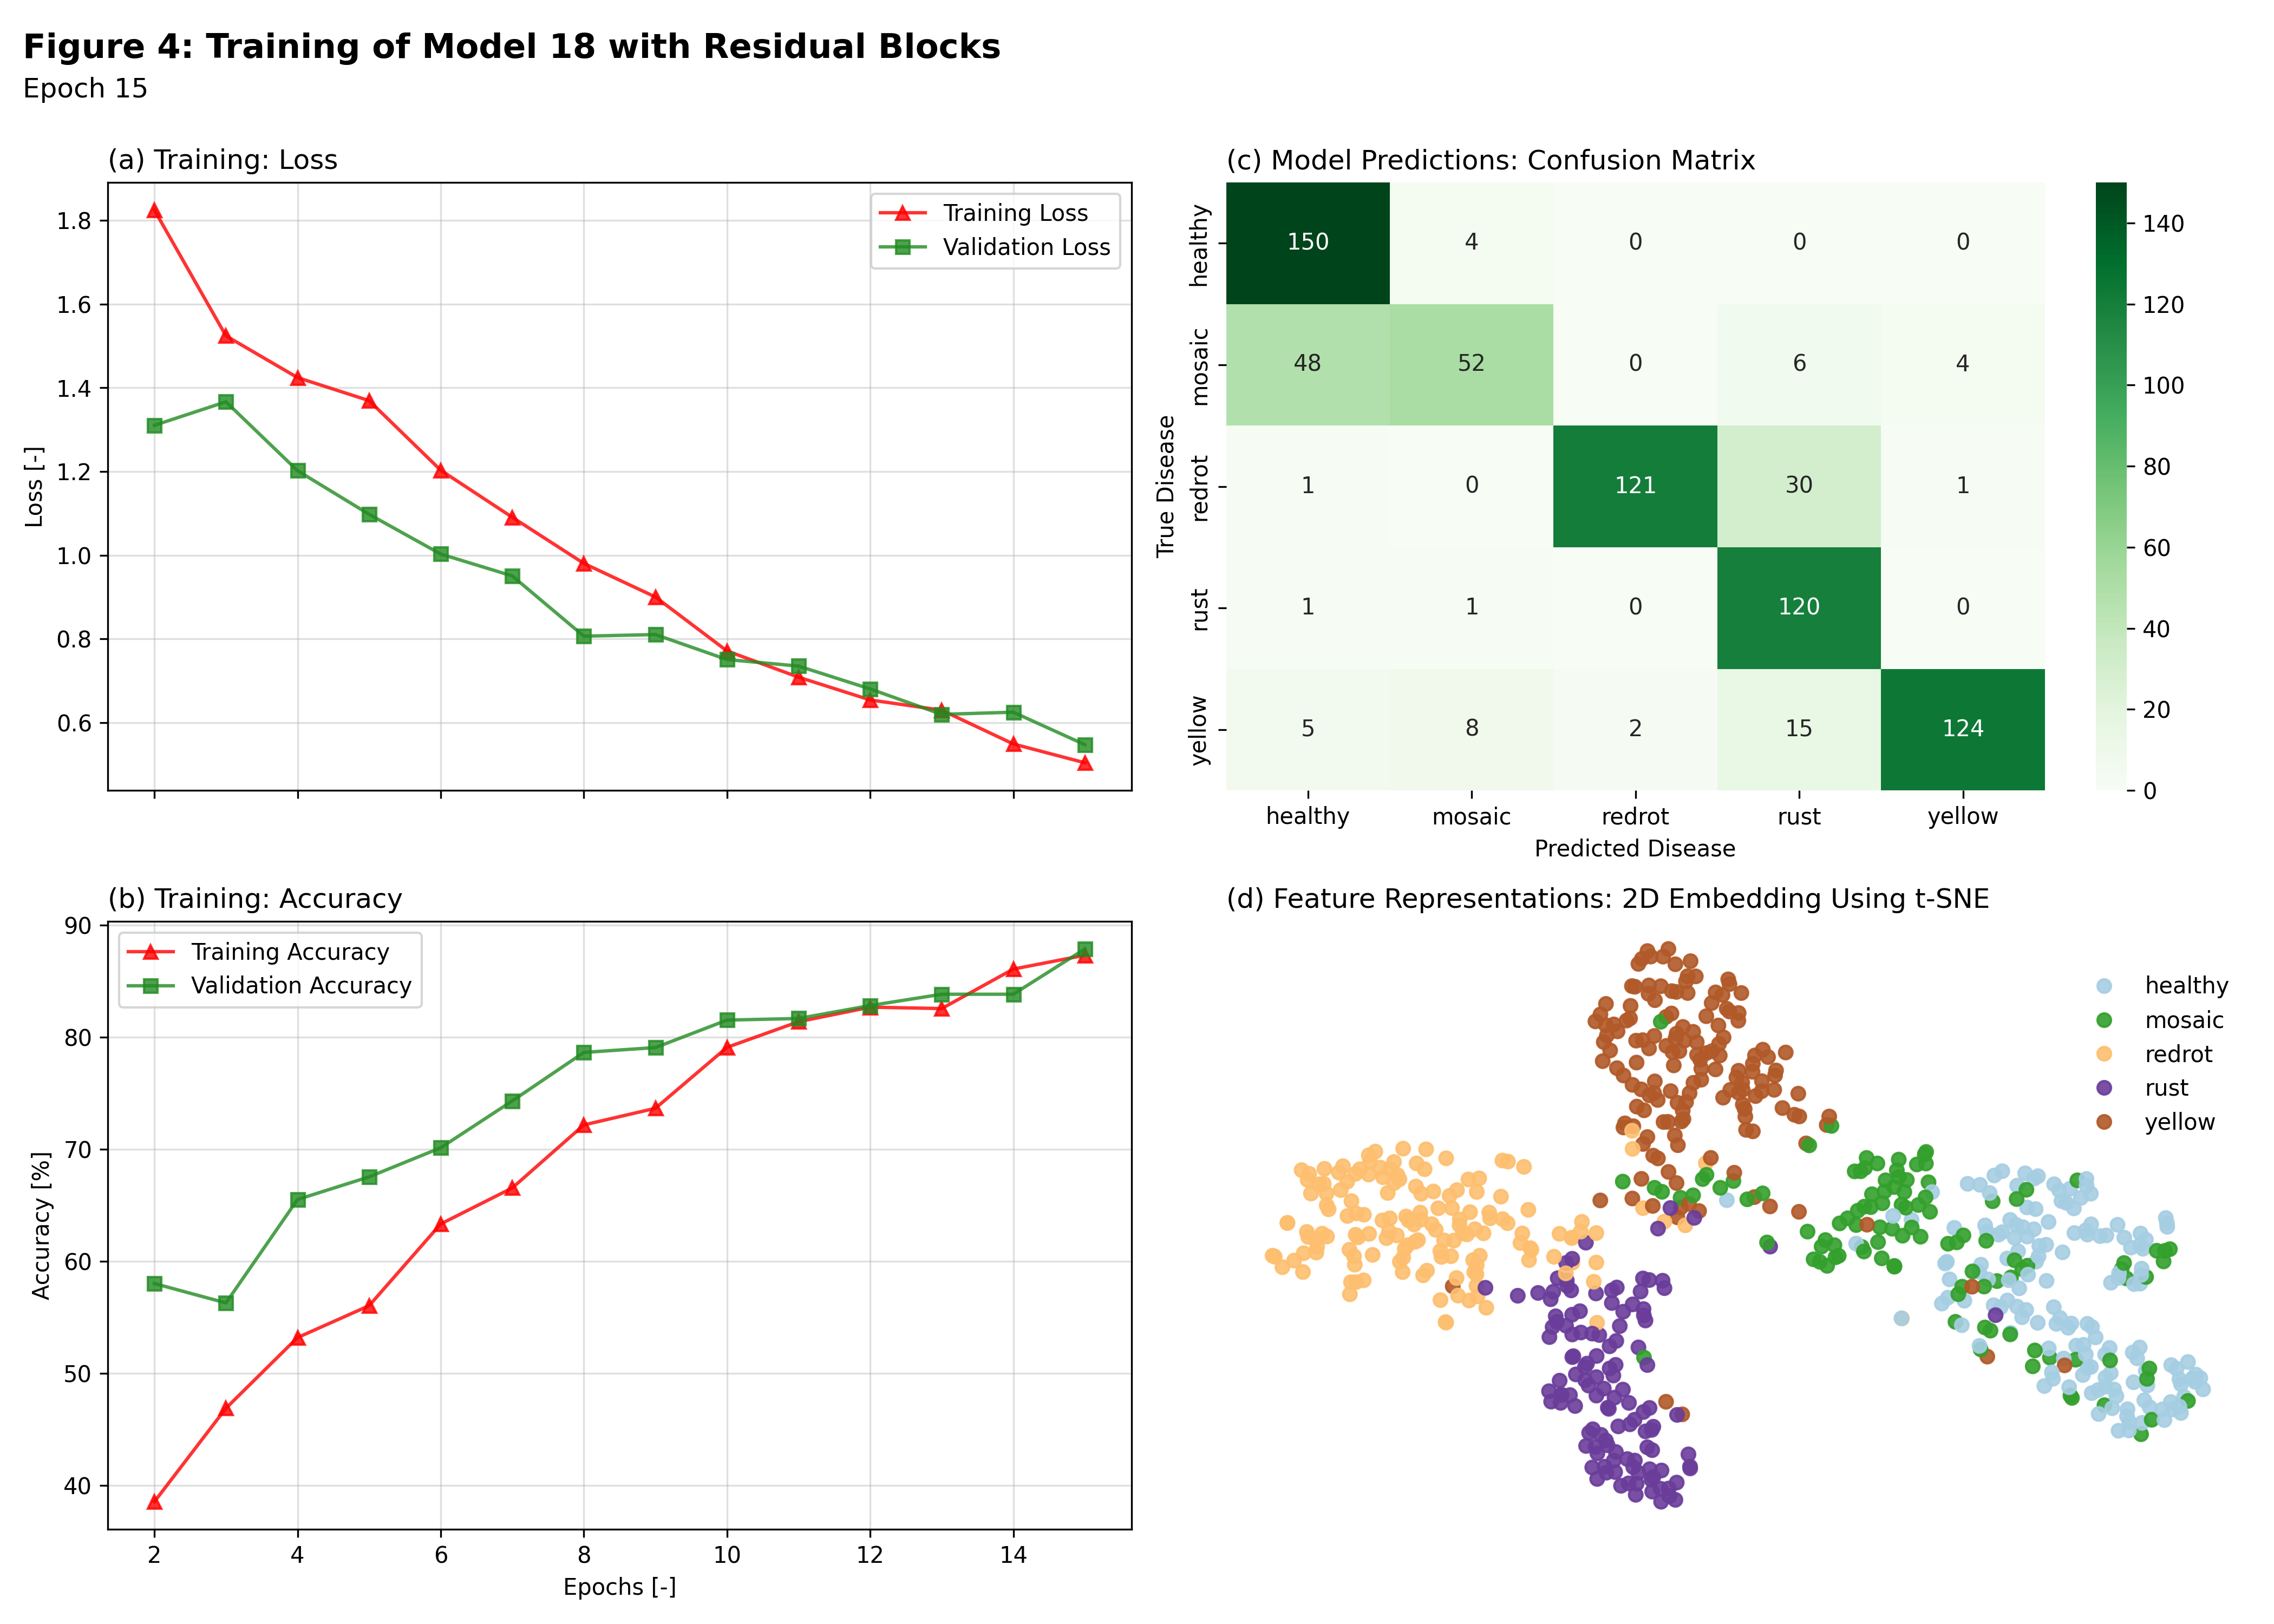 Figure 4: Training of Model 18 with Residual Blocks
Epoch 15
(a) Training: Loss
Training Loss
Validation Loss
1.8
1.6
1.4
1.2
1.0
0.8
0.6
Loss [-]
(b) Training: Accuracy
Training Accuracy
Validation Accuracy
90
80
70
60
50
40
Accuracy [%]
2 4 6 8 10 12 14
Epochs [-]
(c) Model Predictions: Confusion Matrix
True Disease
healthy 150 4 0 0 0
mosaic 48 52 0 6 4
redrot 1 0 121 30 1
rust 1 1 0 120 0
yellow 5 8 2 15 124
healthy mosaic redrot rust yellow
Predicted Disease
140
120
100
80
60
40
20
0
(d) Feature Representations: 2D Embedding Using t-SNE
healthy
mosaic
redrot
rust
yellow